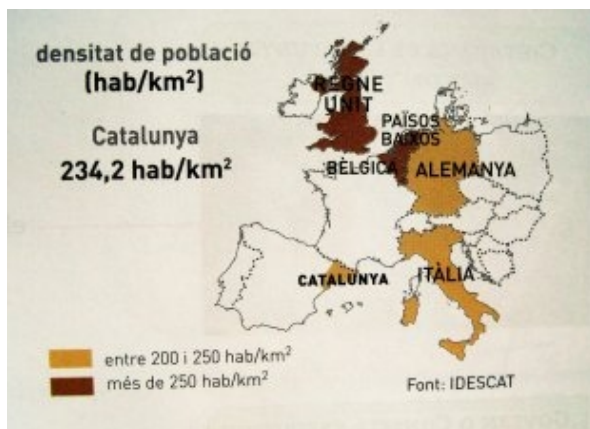 densitat de població
(hab/km²)
Catalunya
234,2 hab/km²
REGNE
UNIT
PAÏSOS
BAIXOS
BÈLGICA
ALEMANYA
CATALUNYA
ITÀLIA
entre 200 i 250 hab/km²
més de 250 hab/km²
Font: IDESCAT